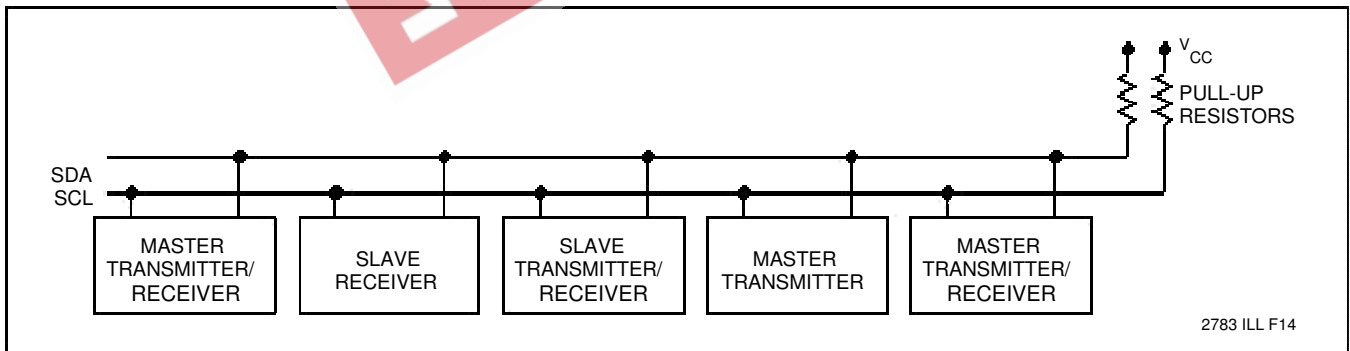 V
CC
PULL-UP
RESISTORS
SDA
SCL
MASTER
TRANSMITTER/
RECEIVER
SLAVE
RECEIVER
SLAVE
TRANSMITTER/
RECEIVER
MASTER
TRANSMITTER
MASTER
TRANSMITTER/
RECEIVER
2783 ILL F14